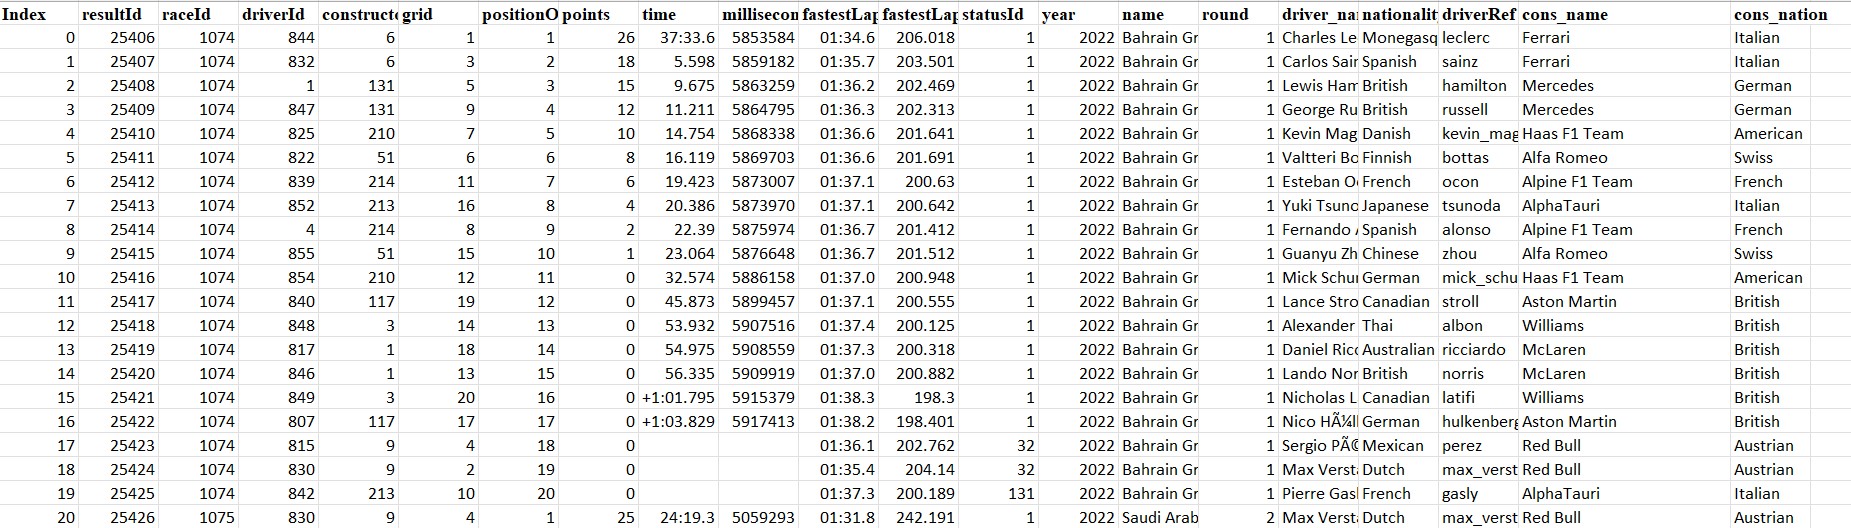 Index resultId raceId driverId constructo grid positionO points time millisecon fastestLap fastestLap statusId year name round driver_nar nationality driverRef cons_name cons_nation
0 25406 1074 844 6 1 1 26 37:33.6 5853584 01:34.6 206.018 1 2022 Bahrain Gr 1 Charles Le Monegasq leclerc Ferrari Italian
1 25407 1074 832 6 3 2 18 5.598 5859182 01:35.7 203.501 1 2022 Bahrain Gr 1 Carlos Sain Spanish sainz Ferrari Italian
2 25408 1074 1 131 5 3 15 9.675 5863259 01:36.2 202.469 1 2022 Bahrain Gr 1 Lewis Ham British hamilton Mercedes German
3 25409 1074 847 131 9 4 12 11.211 5864795 01:36.3 202.313 1 2022 Bahrain Gr 1 George Ru British russell Mercedes German
4 25410 1074 825 210 7 5 10 14.754 5868338 01:36.6 201.641 1 2022 Bahrain Gr 1 Kevin Mag Danish kevin_mag Haas F1 Team American
5 25411 1074 822 51 6 6 8 16.119 5869703 01:36.6 201.691 1 2022 Bahrain Gr 1 Valtteri Bo Finnish bottas Alfa Romeo Swiss
6 25412 1074 839 214 11 7 6 19.423 5873007 01:37.1 200.63 1 2022 Bahrain Gr 1 Esteban Oc French ocon Alpine F1 Team French
7 25413 1074 852 213 16 8 4 20.386 5873970 01:37.1 200.642 1 2022 Bahrain Gr 1 Yuki Tsuno Japanese tsunoda AlphaTauri Italian
8 25414 1074 4 214 8 9 2 22.39 5875974 01:36.7 201.412 1 2022 Bahrain Gr 1 Fernando A Spanish alonso Alpine F1 Team French
9 25415 1074 855 51 15 10 1 23.064 5876648 01:36.7 201.512 1 2022 Bahrain Gr 1 Guanyu Zh Chinese zhou Alfa Romeo Swiss
10 25416 1074 854 210 12 11 0 32.574 5886158 01:37.0 200.948 1 2022 Bahrain Gr 1 Mick Schur German mick_schu Haas F1 Team American
11 25417 1074 840 117 19 12 0 45.873 5899457 01:37.1 200.555 1 2022 Bahrain Gr 1 Lance Stro Canadian stroll Aston Martin British
12 25418 1074 848 3 14 13 0 53.932 5907516 01:37.4 200.125 1 2022 Bahrain Gr 1 Alexander Thai albon Williams British
13 25419 1074 817 1 18 14 0 54.975 5908559 01:37.3 200.318 1 2022 Bahrain Gr 1 Daniel Ricc Australian ricciardo McLaren British
14 25420 1074 846 1 13 15 0 56.335 5909919 01:37.0 200.882 1 2022 Bahrain Gr 1 Lando Nor British norris McLaren British
15 25421 1074 849 3 20 16 0 +1:01.795 5915379 01:38.3 198.3 1 2022 Bahrain Gr 1 Nicholas L Canadian latifi Williams British
16 25422 1074 807 117 17 17 0 +1:03.829 5917413 01:38.2 198.401 1 2022 Bahrain Gr 1 Nico HÃ¼l German hulkenberg Aston Martin British
17 25423 1074 815 9 4 18 0 01:36.1 202.762 32 2022 Bahrain Gr 1 Sergio PÃ© Mexican perez Red Bull Austrian
18 25424 1074 830 9 2 19 0 01:35.4 204.14 32 2022 Bahrain Gr 1 Max Versta Dutch max_verst Red Bull Austrian
19 25425 1074 842 213 10 20 0 01:37.3 200.189 131 2022 Bahrain Gr 1 Pierre Gasl French gasly AlphaTauri Italian
20 25426 1075 830 9 4 1 25 24:19.3 5059293 01:31.8 242.191 1 2022 Saudi Arab 2 Max Versta Dutch max_verst Red Bull Austrian